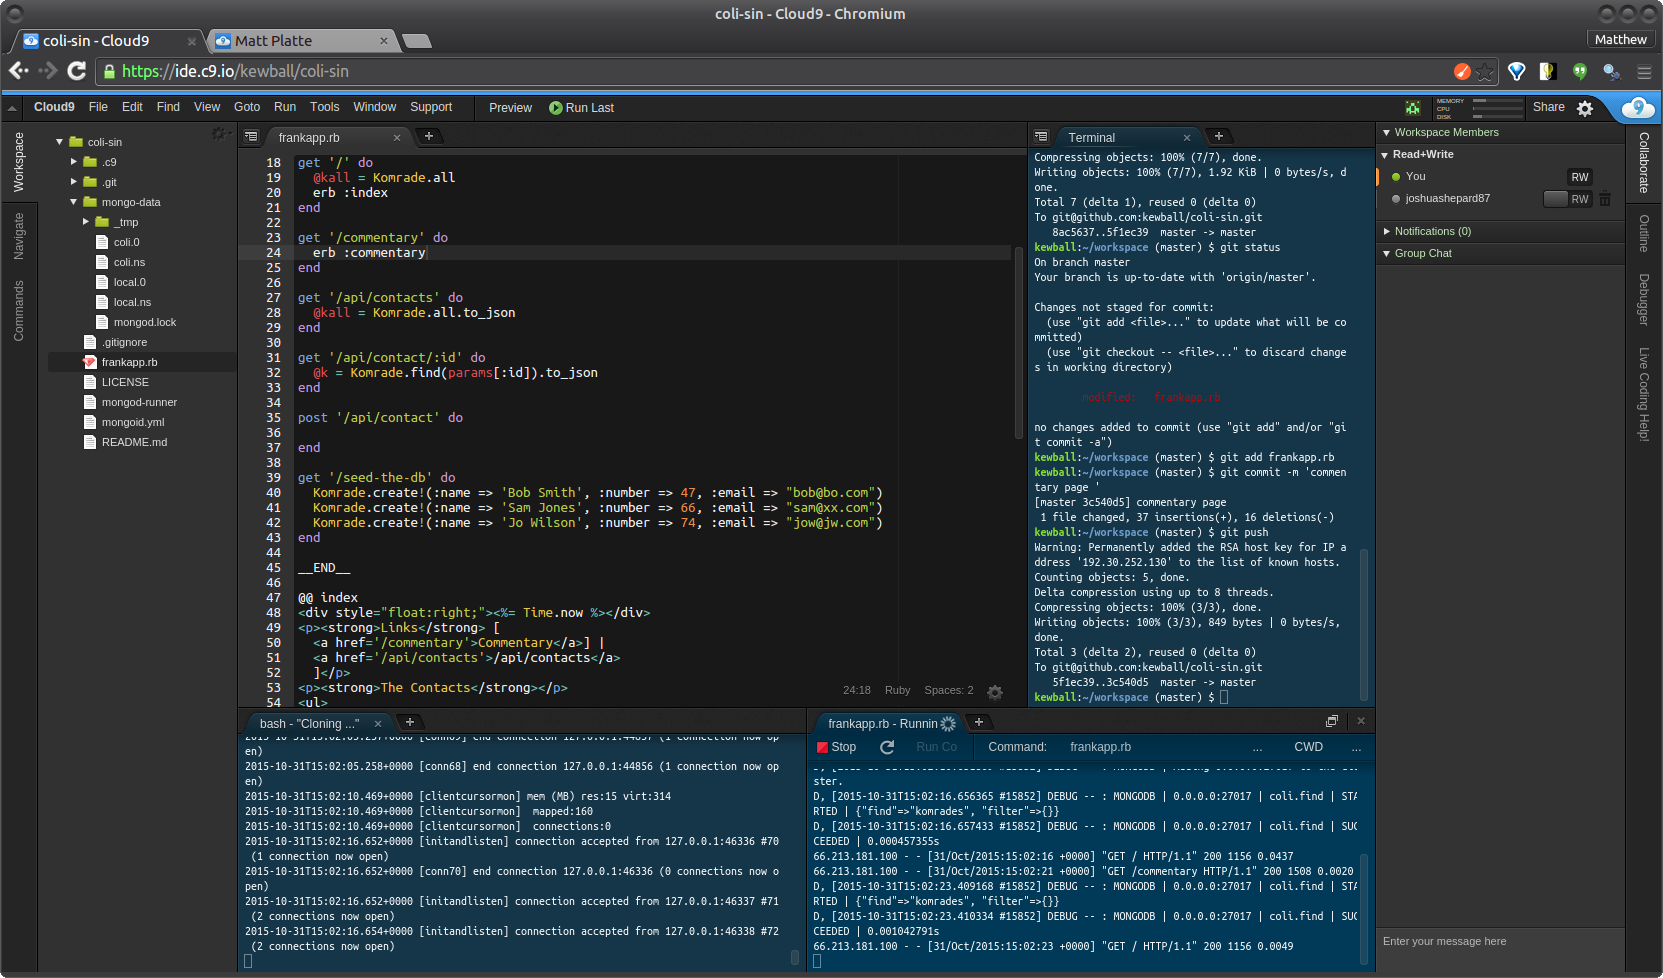 coli-sin - Cloud9 - Chromium
coli-sin - Cloud9
Matt Platte
Matthew
https://ide.c9.io/kewball/coli-sin
Cloud9 File Edit Find View Goto Run Tools Window Support Preview Run Last
MEMORY
CPU
DISK
Share
Workspace
Navigate
Commands
coli-sin
.c9
.git
mongo-data
_tmp
coli.0
coli.ns
local.0
local.ns
mongod.lock
.gitignore
frankapp.rb
LICENSE
mongod-runner
mongoid.yml
README.md
frankapp.rb
18 get '/' do
19   @kall = Komrade.all
20   erb :index
21 end
22
23 get '/commentary' do
24   erb :commentary
25 end
26
27 get '/api/contacts' do
28   @kall = Komrade.all.to_json
29 end
30
31 get '/api/contact/:id' do
32   @k = Komrade.find(params[:id]).to_json
33 end
34
35 post '/api/contact' do
36
37 end
38
39 get '/seed-the-db' do
40   Komrade.create!(:name => 'Bob Smith', :number => 47, :email => "bob@bo.com")
41   Komrade.create!(:name => 'Sam Jones', :number => 66, :email => "sam@xx.com")
42   Komrade.create!(:name => 'Jo Wilson', :number => 74, :email => "jow@jw.com")
43 end
44
45 __END__
46
47 @@ index
48 <div style="float:right;"><%= Time.now %></div>
49 <p><strong>Links</strong> [
50   <a href='/commentary'>Commentary</a>] |
51   <a href='/api/contacts'>/api/contacts</a>
52   ]</p>
53 <p><strong>The Contacts</strong></p>
54 <ul>
24:18 Ruby Spaces: 2
Terminal
Compressing objects: 100% (7/7), done.
Writing objects: 100% (7/7), 1.92 KiB | 0 bytes/s, d
one.
Total 7 (delta 1), reused 0 (delta 0)
To git@github.com:kewball/coli-sin.git
   8ac5637..5f1ec39  master -> master
kewball:~/workspace (master) $ git status
On branch master
Your branch is up-to-date with 'origin/master'.
Changes not staged for commit:
  (use "git add <file>..." to update what will be co
mmitted)
  (use "git checkout -- <file>..." to discard change
s in working directory)
        modified:   frankapp.rb
no changes added to commit (use "git add" and/or "gi
t commit -a")
kewball:~/workspace (master) $ git add frankapp.rb
kewball:~/workspace (master) $ git commit -m 'commen
tary page '
[master 3c540d5] commentary page
 1 file changed, 37 insertions(+), 16 deletions(-)
kewball:~/workspace (master) $ git push
Warning: Permanently added the RSA host key for IP a
ddress '192.30.252.130' to the list of known hosts.
Counting objects: 5, done.
Delta compression using up to 8 threads.
Compressing objects: 100% (3/3), done.
Writing objects: 100% (3/3), 849 bytes | 0 bytes/s,
done.
Total 3 (delta 2), reused 0 (delta 0)
To git@github.com:kewball/coli-sin.git
   5f1ec39..3c540d5  master -> master
kewball:~/workspace (master) $
Workspace Members
Read+Write
You RW
joshuashepard87 RW
Notifications (0)
Group Chat
Enter your message here
Collaborate
Outline
Debugger
Live Coding Help!
bash - "Cloning ..."
2015-10-31T15:02:05.257+0000 [conn69] end connection 127.0.0.1:44857 (1 connection now op
en)
2015-10-31T15:02:05.258+0000 [conn68] end connection 127.0.0.1:44856 (1 connection now op
en)
2015-10-31T15:02:10.469+0000 [clientcursormon] mem (MB) res:15 virt:314
2015-10-31T15:02:10.469+0000 [clientcursormon]  mapped:160
2015-10-31T15:02:10.469+0000 [clientcursormon]  connections:0
2015-10-31T15:02:16.652+0000 [initandlisten] connection accepted from 127.0.0.1:46336 #70
 (1 connection now open)
2015-10-31T15:02:16.652+0000 [conn70] end connection 127.0.0.1:46336 (0 connections now o
pen)
2015-10-31T15:02:16.652+0000 [initandlisten] connection accepted from 127.0.0.1:46337 #71
 (2 connections now open)
2015-10-31T15:02:16.654+0000 [initandlisten] connection accepted from 127.0.0.1:46338 #72
 (2 connections now open)
frankapp.rb - Runnin
Stop Run Co Command: frankapp.rb ... CWD ...
ster.
D, [2015-10-31T15:02:16.656365 #15852] DEBUG -- : MONGODB | 0.0.0.0:27017 | coli.find | STA
RTED | {"find"=>"komrades", "filter"=>{}}
D, [2015-10-31T15:02:16.657433 #15852] DEBUG -- : MONGODB | 0.0.0.0:27017 | coli.find | SUC
CEEDED | 0.000457355s
66.213.181.100 - - [31/Oct/2015:15:02:16 +0000] "GET / HTTP/1.1" 200 1156 0.0437
66.213.181.100 - - [31/Oct/2015:15:02:21 +0000] "GET /commentary HTTP/1.1" 200 1508 0.0020
D, [2015-10-31T15:02:23.409168 #15852] DEBUG -- : MONGODB | 0.0.0.0:27017 | coli.find | STA
RTED | {"find"=>"komrades", "filter"=>{}}
D, [2015-10-31T15:02:23.410334 #15852] DEBUG -- : MONGODB | 0.0.0.0:27017 | coli.find | SUC
CEEDED | 0.001042791s
66.213.181.100 - - [31/Oct/2015:15:02:23 +0000] "GET / HTTP/1.1" 200 1156 0.0049